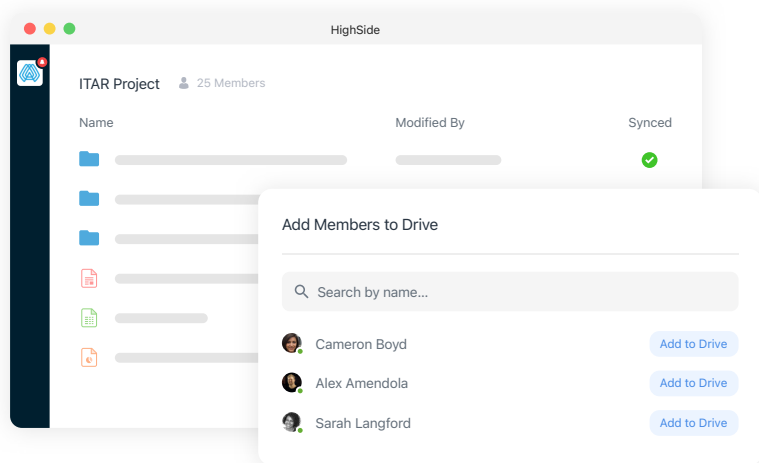 HighSide
ITAR Project 25 Members
Name Modified By Synced
Add Members to Drive
Search by name...
Cameron Boyd Add to Drive
Alex Amendola Add to Drive
Sarah Langford Add to Drive